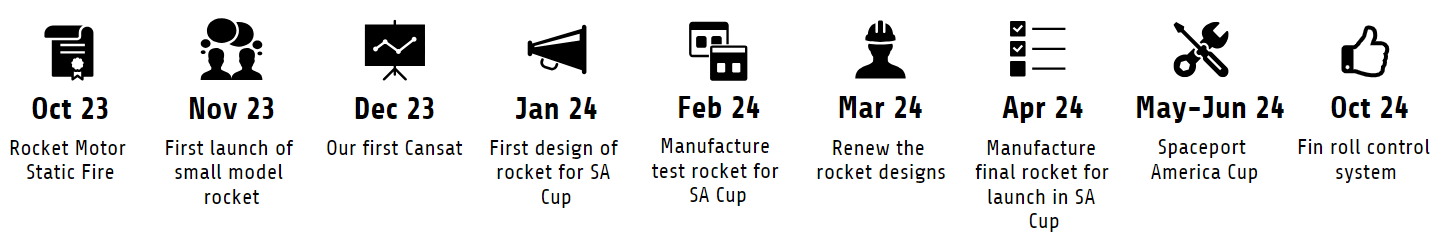 Oct 23
Rocket Motor
Static Fire
Nov 23
First launch of
small model
rocket
Dec 23
Our first Cansat
Jan 24
First design of
rocket for SA
Cup
Feb 24
Manufacture
test rocket for
SA Cup
Mar 24
Renew the
rocket designs
Apr 24
Manufacture
final rocket for
launch in SA
Cup
May-Jun 24
Spaceport
America Cup
Oct 24
Fin roll control
system